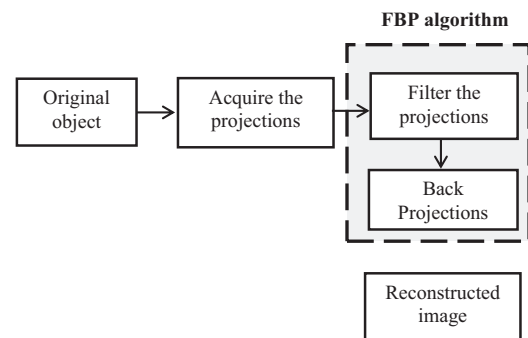 FBP algorithm
Original
object
Acquire the
projections
Filter the
projections
Back
Projections
Reconstructed
image